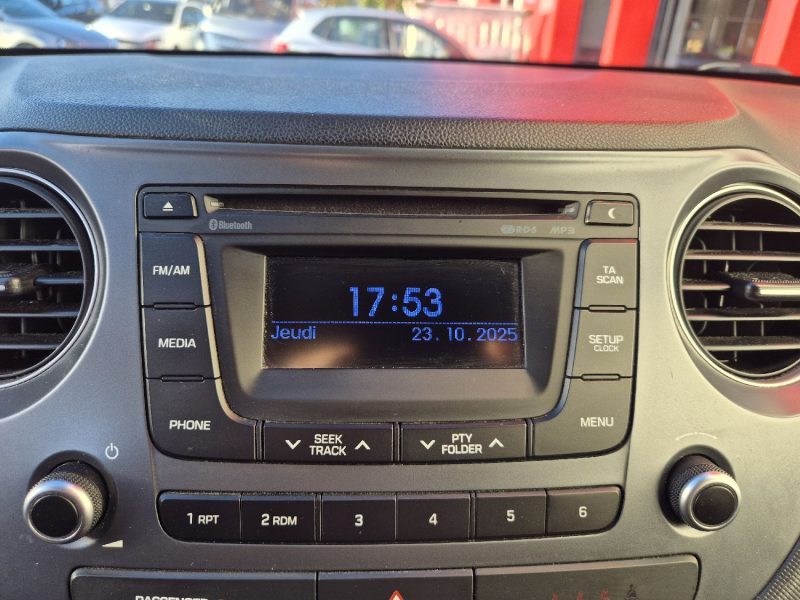 Bluetooth
R·D·S
MP3
FM/AM
17:53
TA
SCAN
Jeudi
23.10.2025
MEDIA
SETUP
CLOCK
PHONE
SEEK
TRACK
PTY
FOLDER
MENU
1 RPT
2 RDM
3
4
5
6
PASSENGER